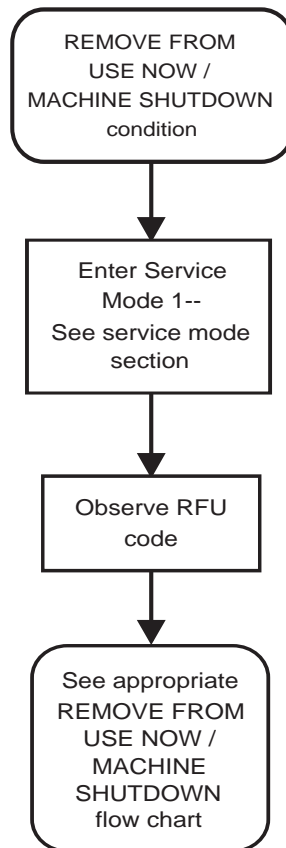 REMOVE FROM
USE NOW /
MACHINE SHUTDOWN
condition
Enter Service
Mode 1--
See service mode
section
Observe RFU
code
See appropriate
REMOVE FROM
USE NOW /
MACHINE
SHUTDOWN
flow chart